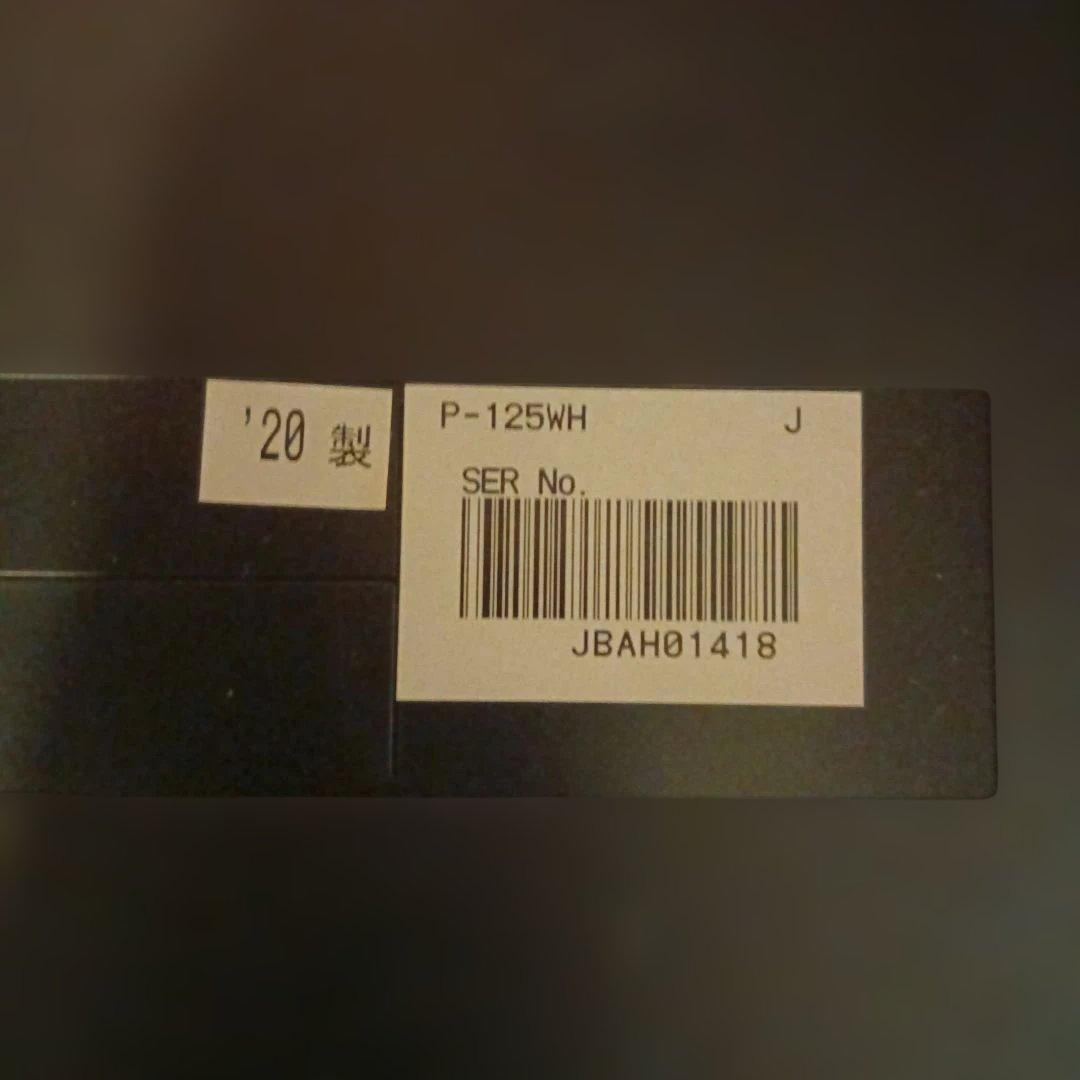 '20 製
P-125WH J
SER No.
JBAH01418